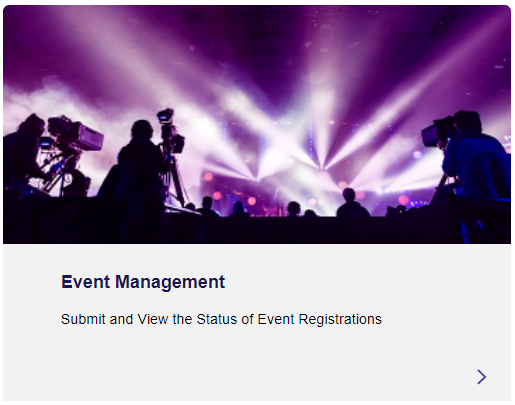 Event Management
Submit and View the Status of Event Registrations